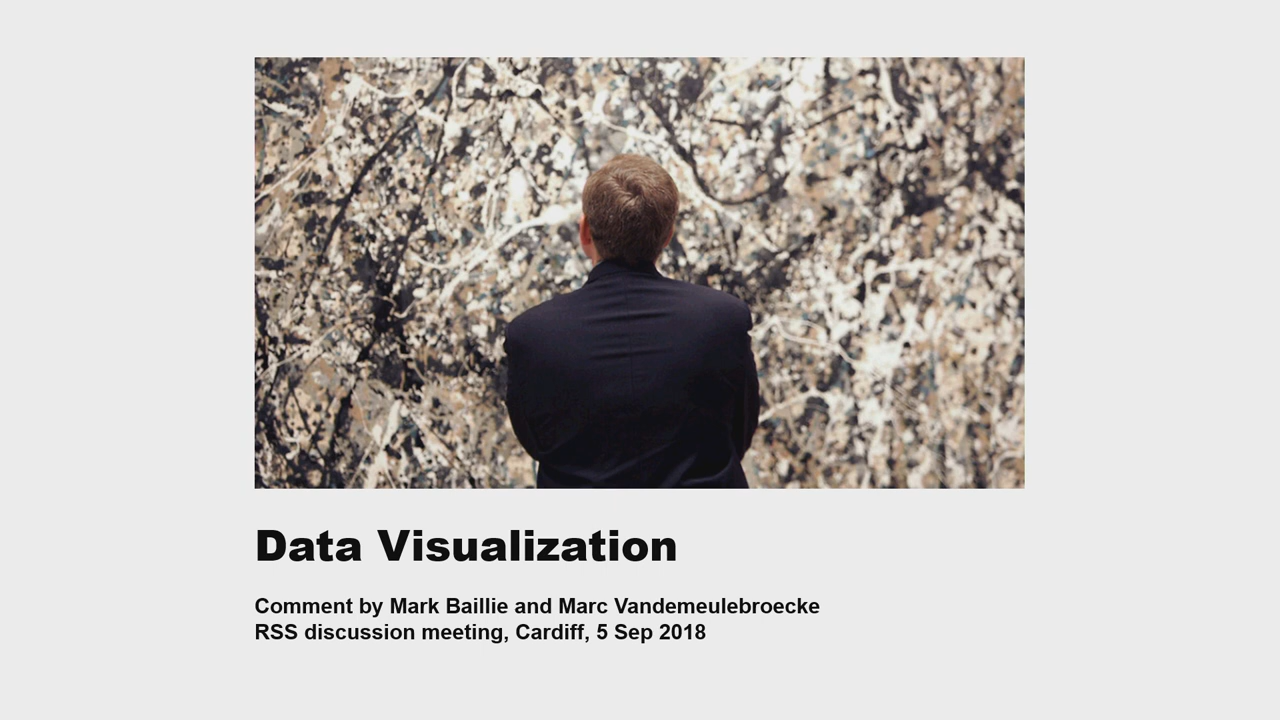 Data Visualization
Comment by Mark Baillie and Marc Vandemeulebroecke
RSS discussion meeting, Cardiff, 5 Sep 2018